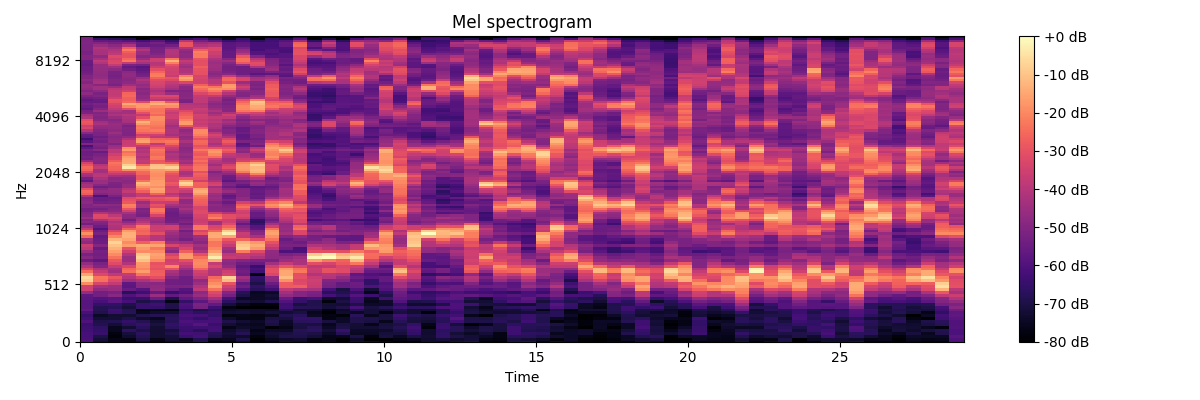 Mel spectrogram
Hz
8192
4096
2048
1024
512
0
0 5 10 15 20 25
Time
+0 dB
-10 dB
-20 dB
-30 dB
-40 dB
-50 dB
-60 dB
-70 dB
-80 dB